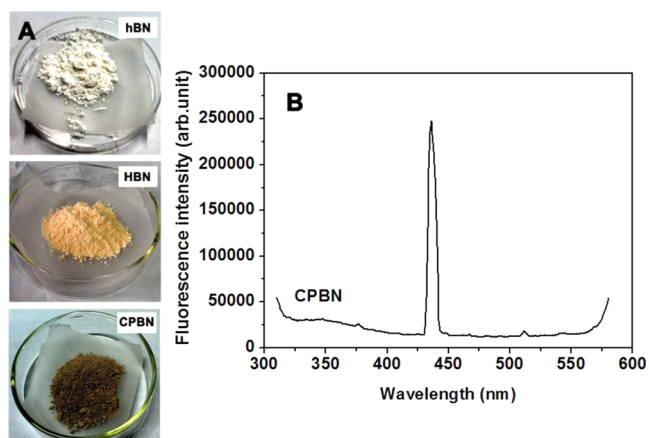 A
hBN
HBN
CPBN
B
Fluorescence intensity (arb.unit)
300000
250000
200000
150000
100000
50000
0
CPBN
300 350 400 450 500 550 600
Wavelength (nm)